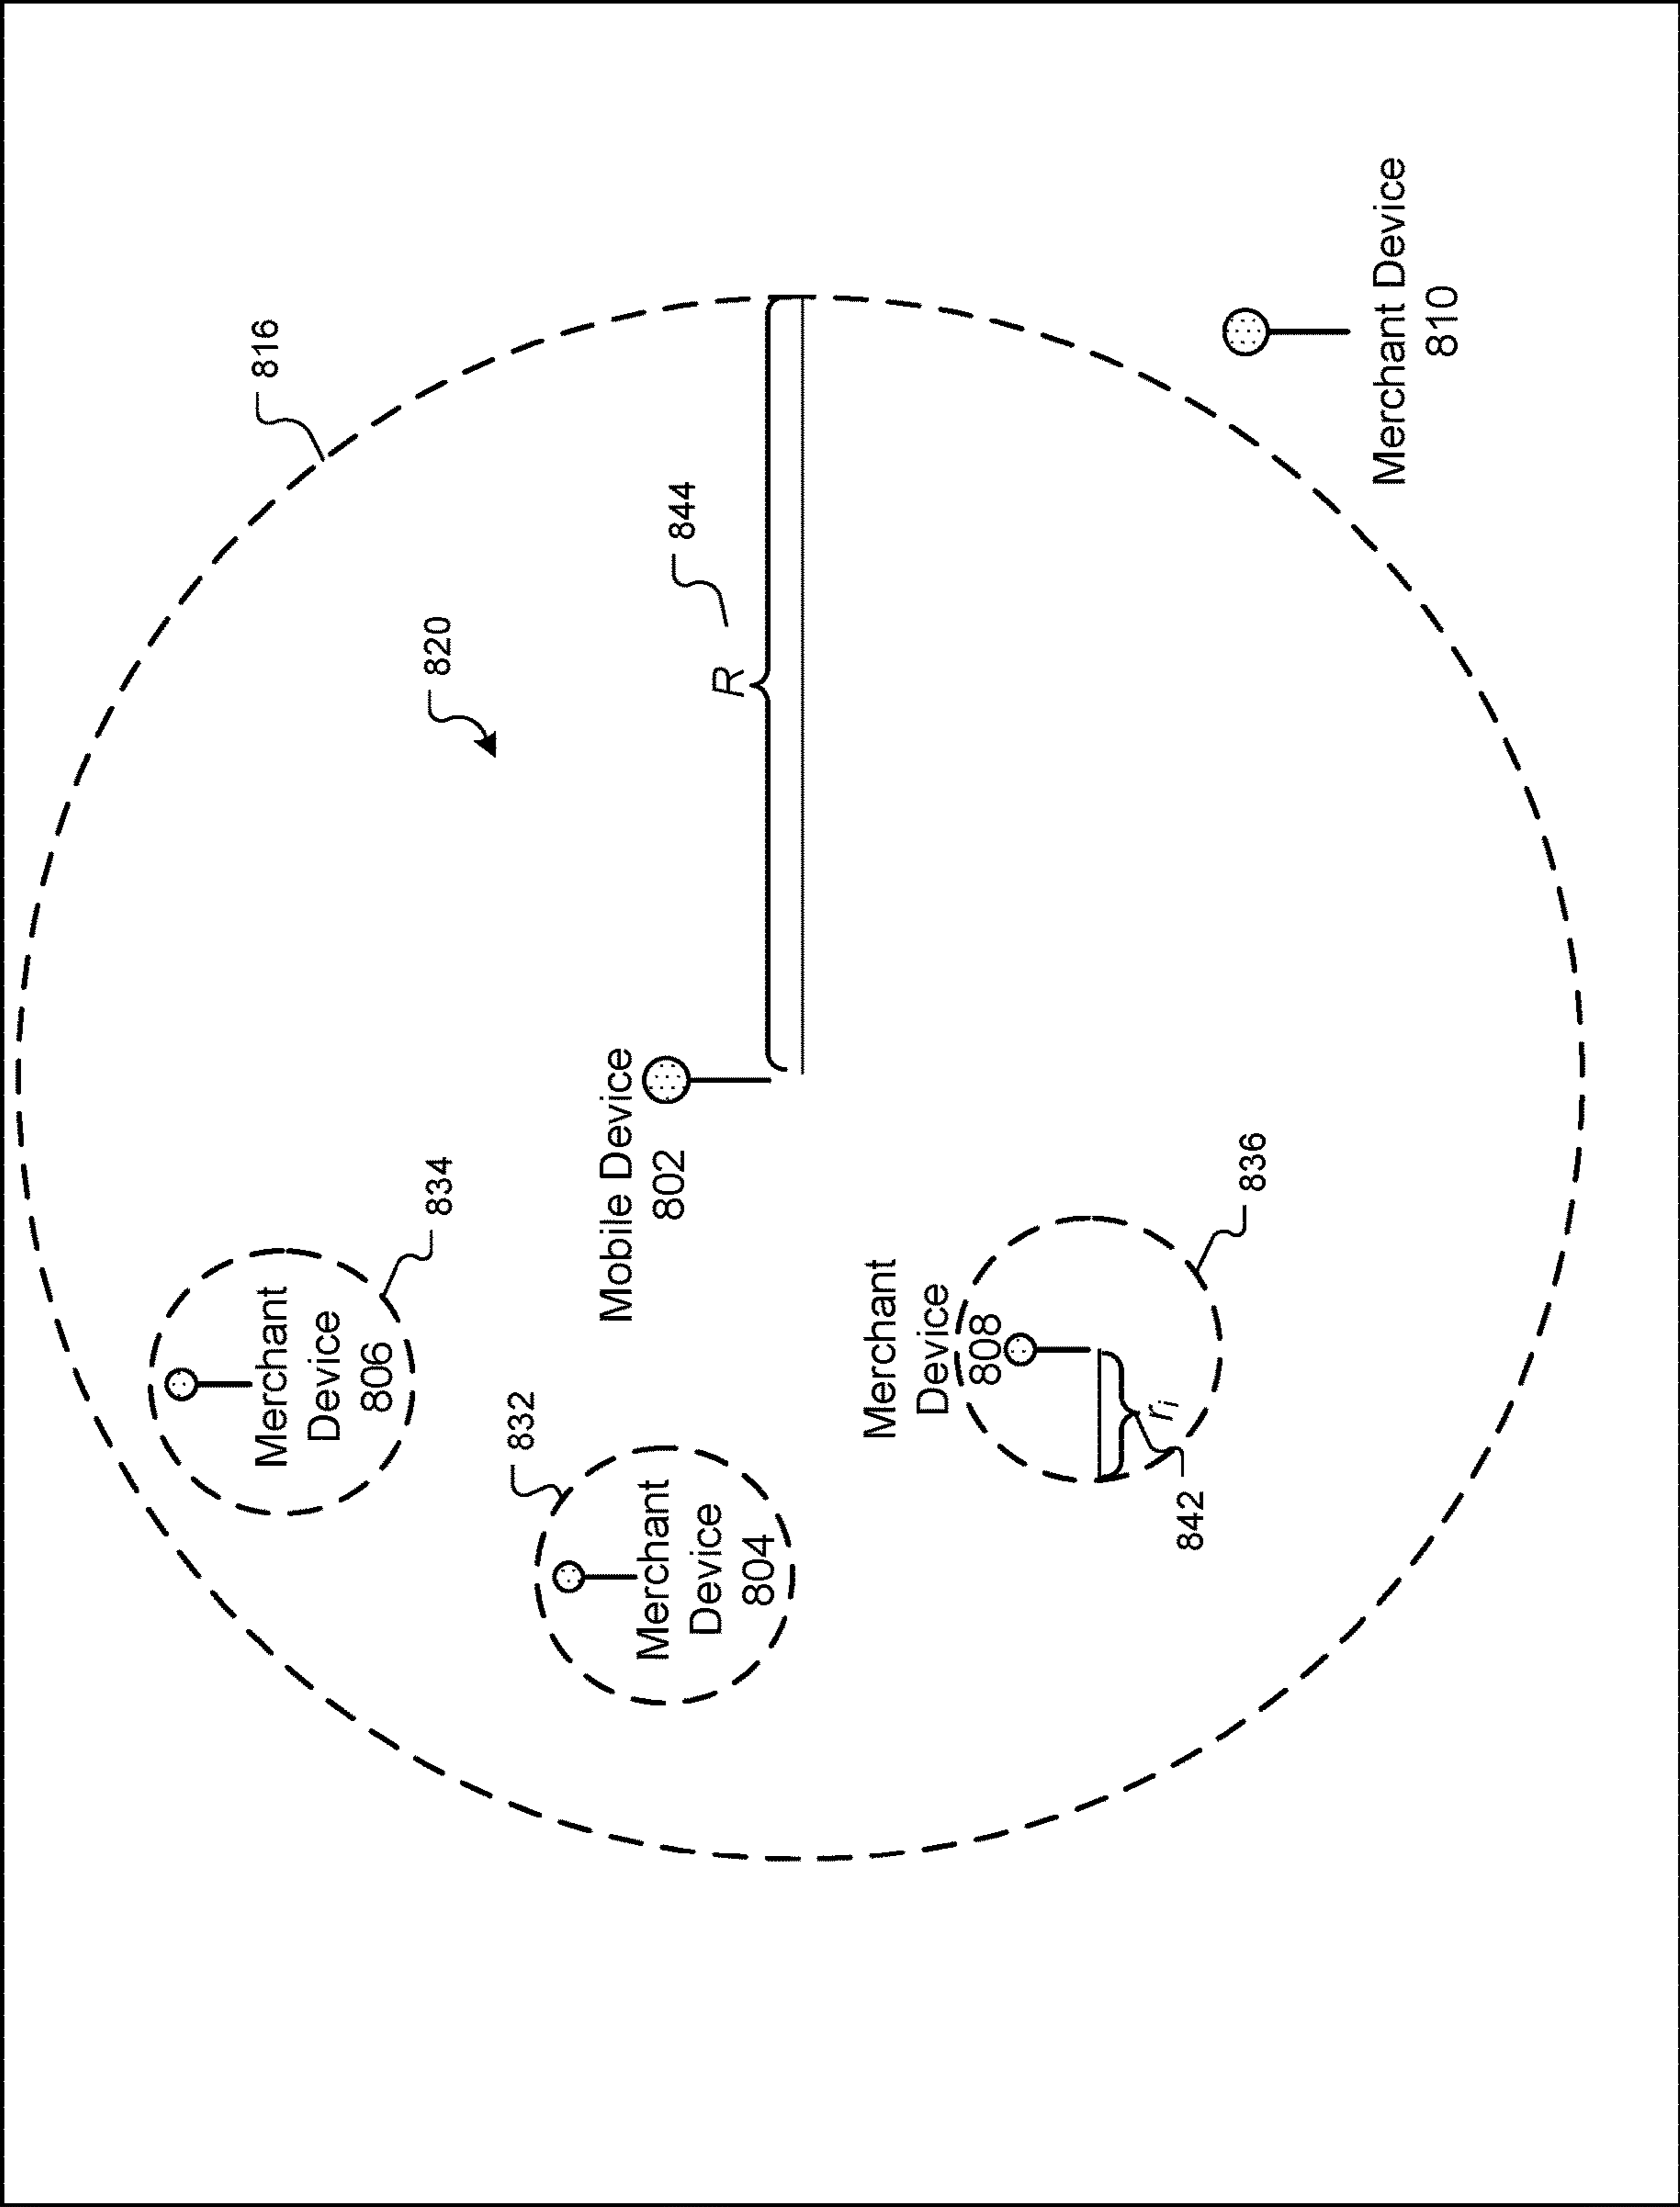 816
Merchant
Device
806
834
820
832
Mobile Device
802
844
R
Merchant
Device
804
Merchant
Device
808
ri
842
836
Merchant Device
810